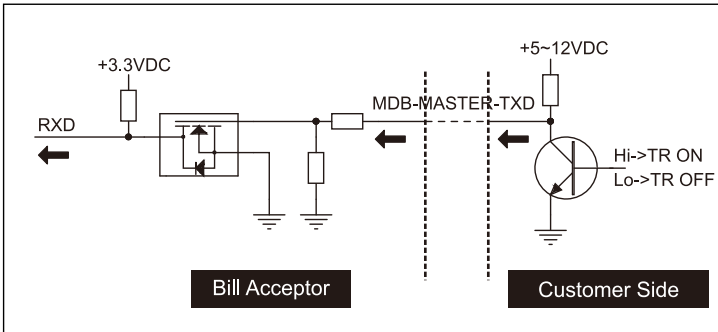 +3.3VDC
RXD
MDB-MASTER-TXD
+5~12VDC
Hi->TR ON
Lo->TR OFF
Bill Acceptor
Customer Side